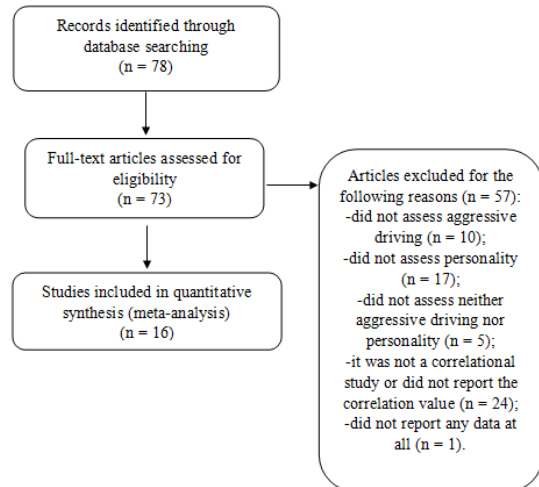 Records identified through
database searching
(n = 78)
Full-text articles assessed for
eligibility
(n = 73)
Studies included in quantitative
synthesis (meta-analysis)
(n = 16)
Articles excluded for the
following reasons (n = 57):
-did not assess aggressive
driving (n = 10);
-did not assess personality
(n = 17);
-did not assess neither
aggressive driving nor
personality (n = 5);
-it was not a correlational
study or did not report the
correlation value (n = 24);
-did not report any data at
all (n = 1).